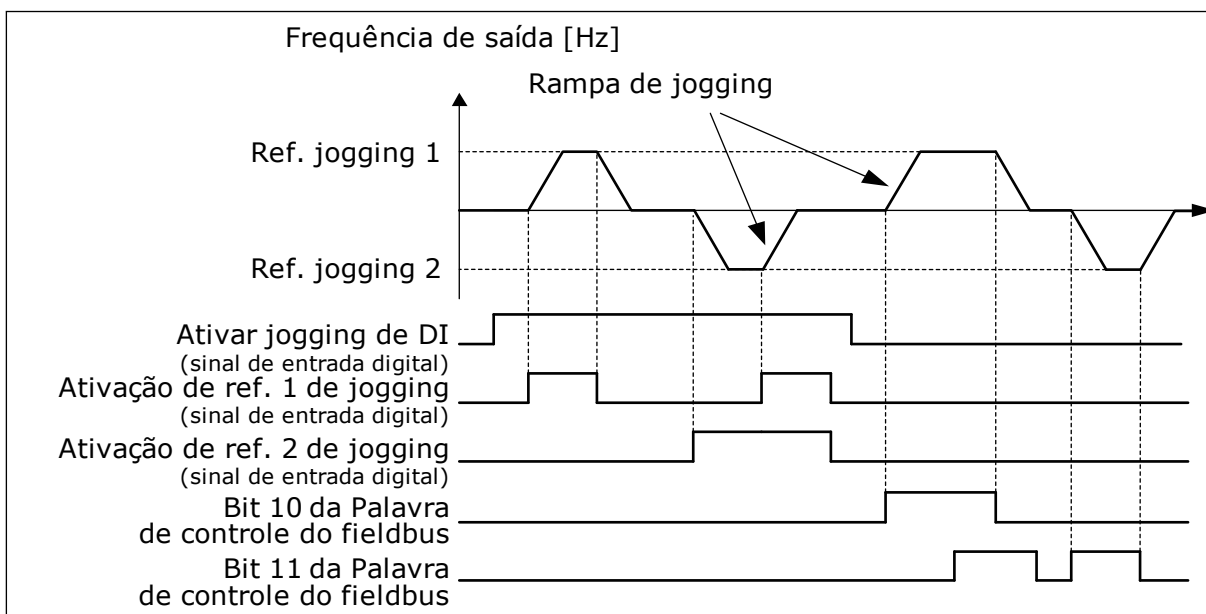 Frequência de saída [Hz]
Rampa de jogging
Ref. jogging 1
Ref. jogging 2
Ativar jogging de DI
(sinal de entrada digital)
Ativação de ref. 1 de jogging
(sinal de entrada digital)
Ativação de ref. 2 de jogging
(sinal de entrada digital)
Bit 10 da Palavra
de controle do fieldbus
Bit 11 da Palavra
de controle do fieldbus